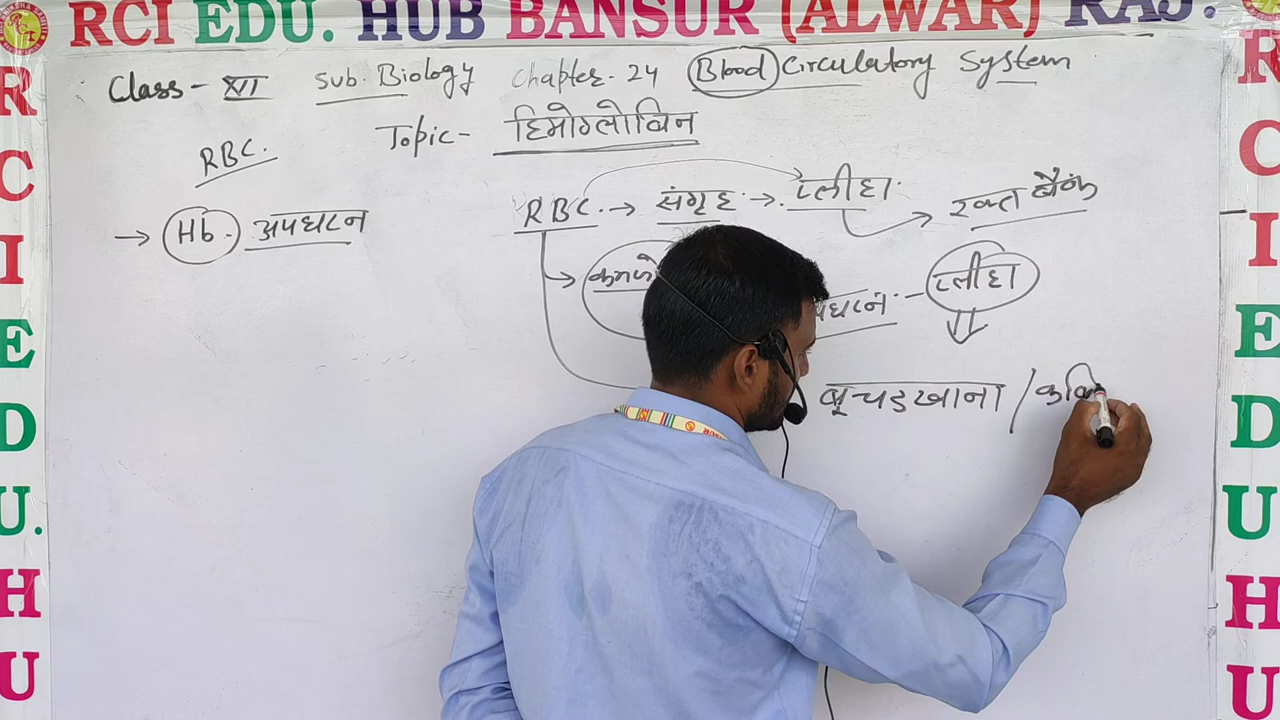 RCI EDU. HUB BANSUR (ALWAR) RAJ.
Class - XII Sub. Biology Chapter - 24 Blood Circulatory System
Topic - हिमोग्लोबिन
RBC.
RBC. → संग्रह → प्लीहा रक्त बैंक
→ Hb. अपघटन
प्लीहा
बूचडखाना /
R
C
I
E
D
U.
H
U
R
C
I
E
D
U
H
U